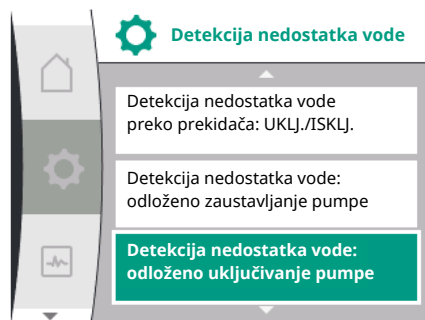 Detekcija nedostatka vode
Detekcija nedostatka vode
preko prekidača: UKLJ./ISKLJ.
Detekcija nedostatka vode:
odloženo zaustavljanje pumpe
Detekcija nedostatka vode:
odloženo uključivanje pumpe